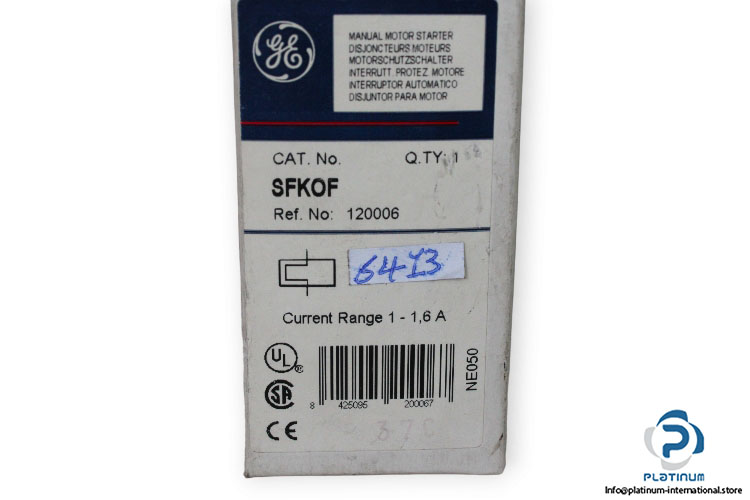 GE
MANUAL MOTOR STARTER
DISJONCTEURS MOTEURS
MOTORSCHUTZSCHALTER
INTERRUTT. PROTEZ. MOTORE
INTERRUPTOR AUTOMATICO
DISJUNTOR PARA MOTOR
CAT. No. Q.TY: 1
SFKOF
Ref. No: 120006
6413
Current Range 1 - 1,6 A
UL
SA
CE
8 425095 200067
NE050
37C
PLATINUM
Info@platinum-international.store